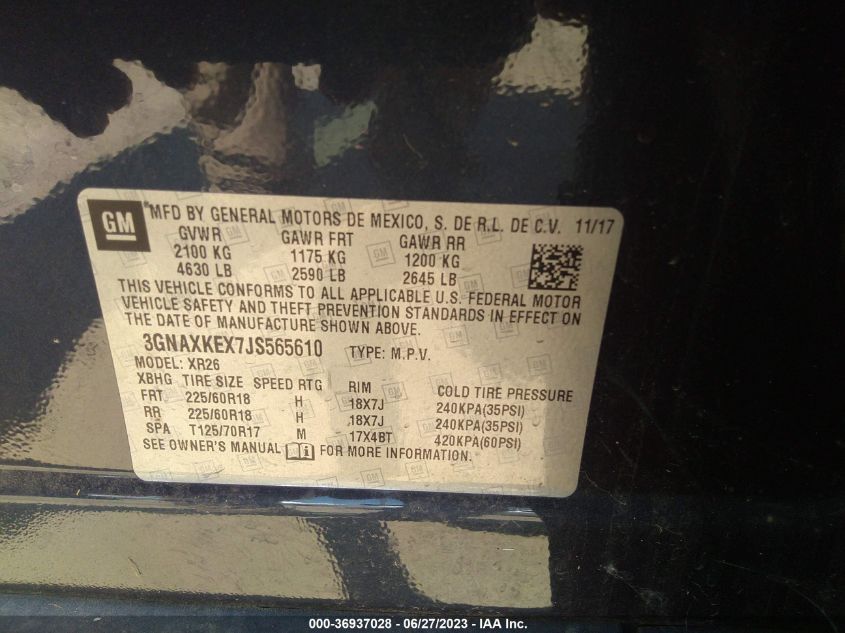 GM
MFD BY GENERAL MOTORS DE MEXICO, S. DE R.L. DE C.V. 11/17
GVWR GAWR FRT GAWR RR
2100 KG 1175 KG 1200 KG
4630 LB 2590 LB 2645 LB
THIS VEHICLE CONFORMS TO ALL APPLICABLE U.S. FEDERAL MOTOR
VEHICLE SAFETY AND THEFT PREVENTION STANDARDS IN EFFECT ON
THE DATE OF MANUFACTURE SHOWN ABOVE.
3GNAXKEX7JS565610 TYPE: M.P.V.
MODEL: XR26
XBHG TIRE SIZE SPEED RTG RIM COLD TIRE PRESSURE
FRT 225/60R18 H 18X7J 240KPA(35PSI)
RR 225/60R18 H 18X7J 240KPA(35PSI)
SPA T125/70R17 M 17X4BT 420KPA(60PSI)
SEE OWNER'S MANUAL FOR MORE INFORMATION.
000-36937028 - 06/27/2023 - ©IAA Inc.